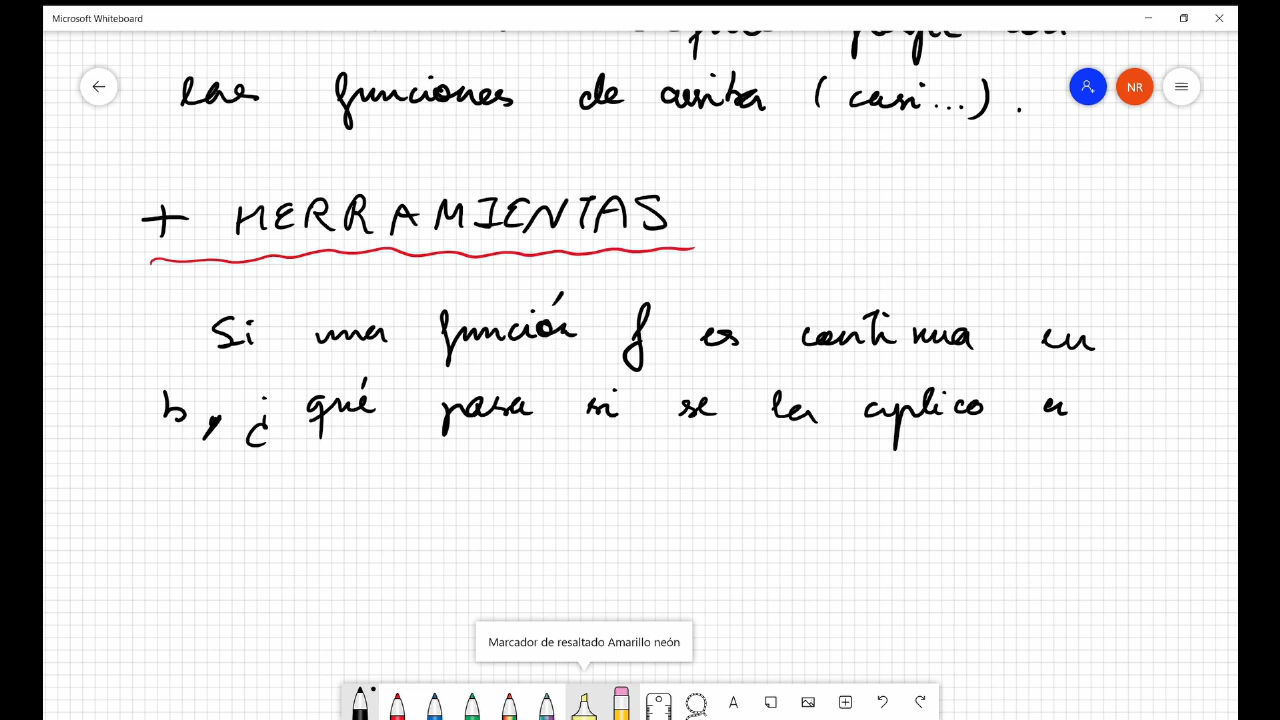 Microsoft Whiteboard
las funciones de arriba (casi...).
NR
+ HERRAMIENTAS
Si una función f es continua en
b, ¿qué pasa si se la aplico a
Marcador de resaltado Amarillo neón
A